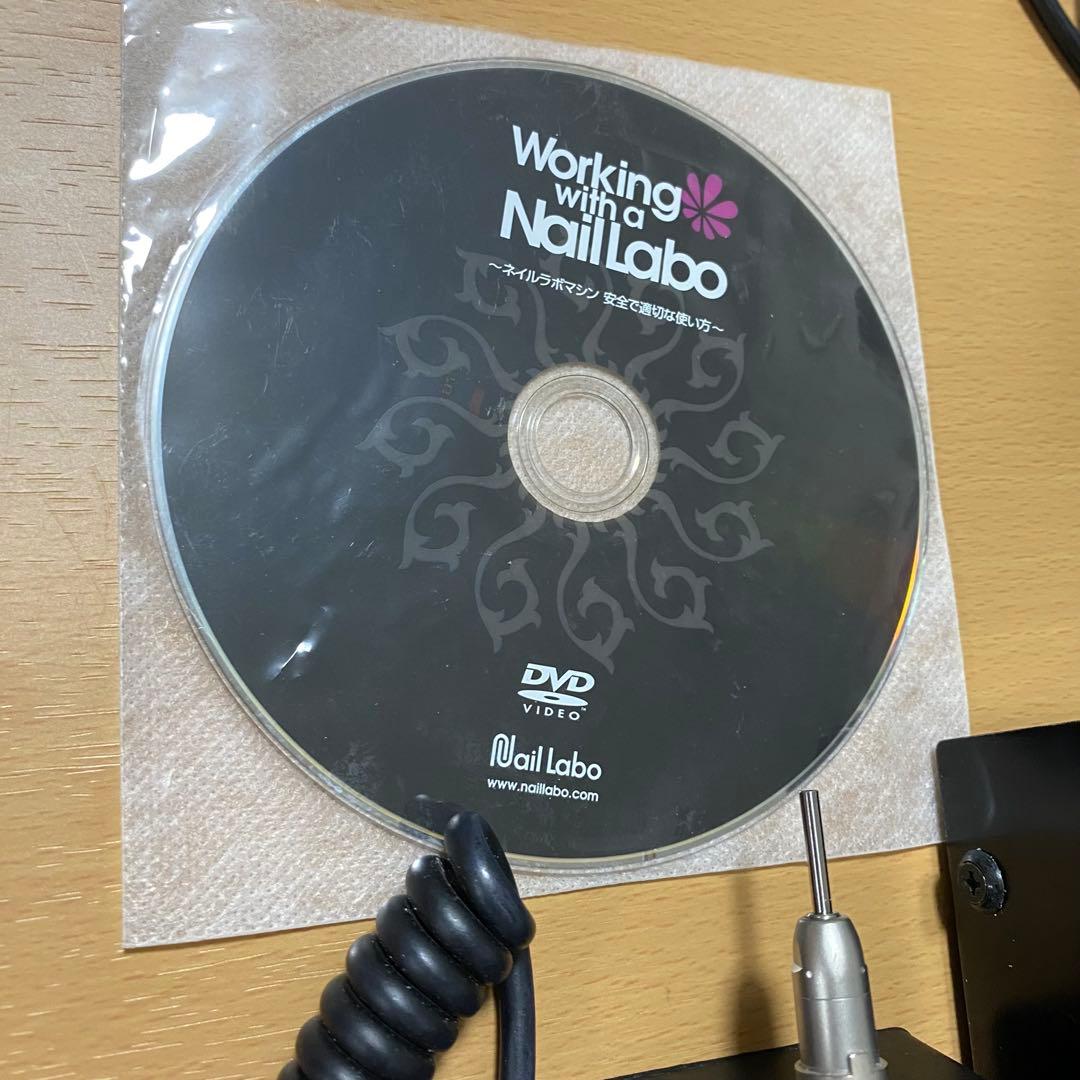 Working
with a
Nail Labo
～ネイルラボマシン 安全で適切な使い方～
DVD
VIDEO™
Nail Labo
www.naillabo.com